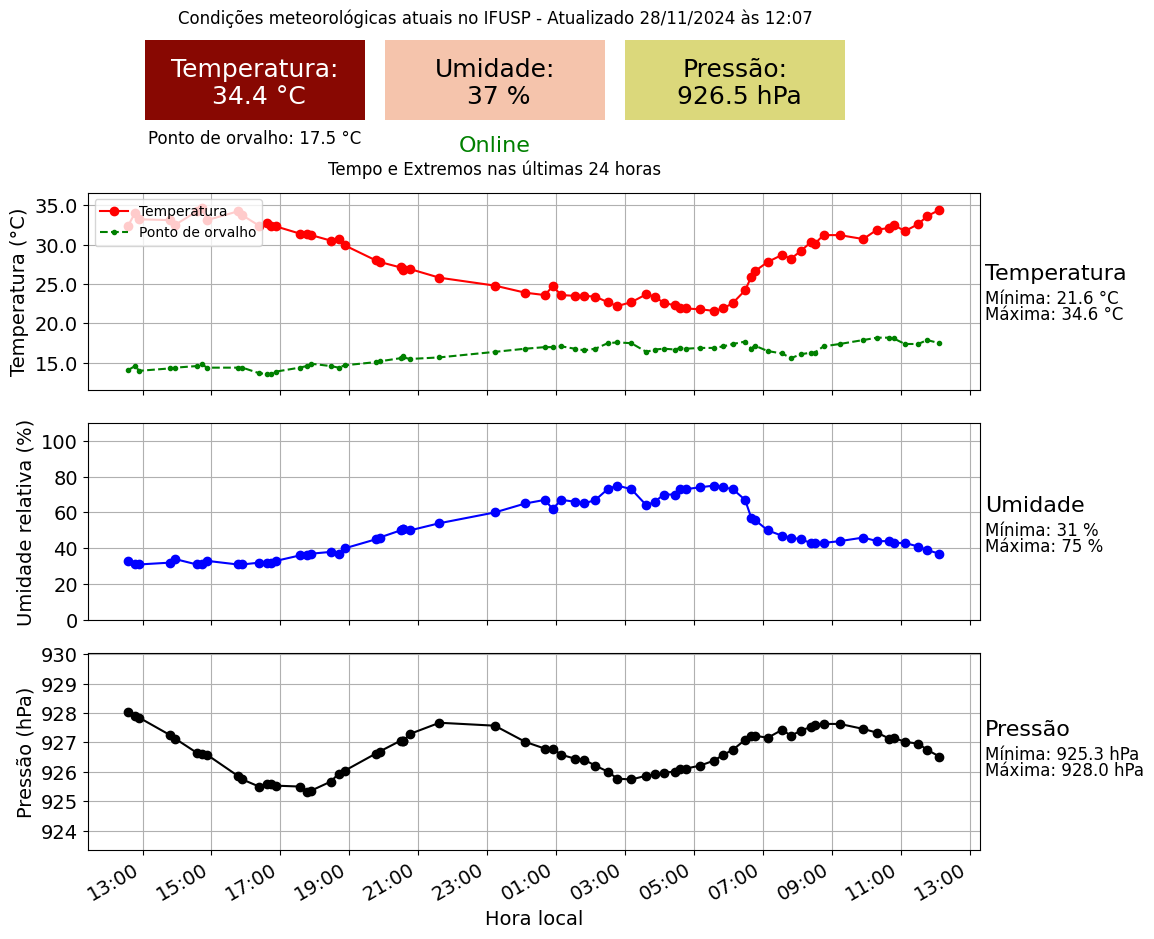 Condições meteorológicas atuais no IFUSP - Atualizado 28/11/2024 às 12:07
Temperatura:
34.4 °C
Umidade:
37 %
Pressão:
926.5 hPa
Ponto de orvalho: 17.5 °C
Online
Tempo e Extremos nas últimas 24 horas
Temperatura (°C)
35.0
30.0
25.0
20.0
15.0
Temperatura
Ponto de orvalho
Temperatura
Mínima: 21.6 °C
Máxima: 34.6 °C
Umidade relativa (%)
100
80
60
40
20
0
Umidade
Mínima: 31 %
Máxima: 75 %
Pressão (hPa)
930
929
928
927
926
925
924
Pressão
Mínima: 925.3 hPa
Máxima: 928.0 hPa
13:00 15:00 17:00 19:00 21:00 23:00 01:00 03:00 05:00 07:00 09:00 11:00 13:00
Hora local